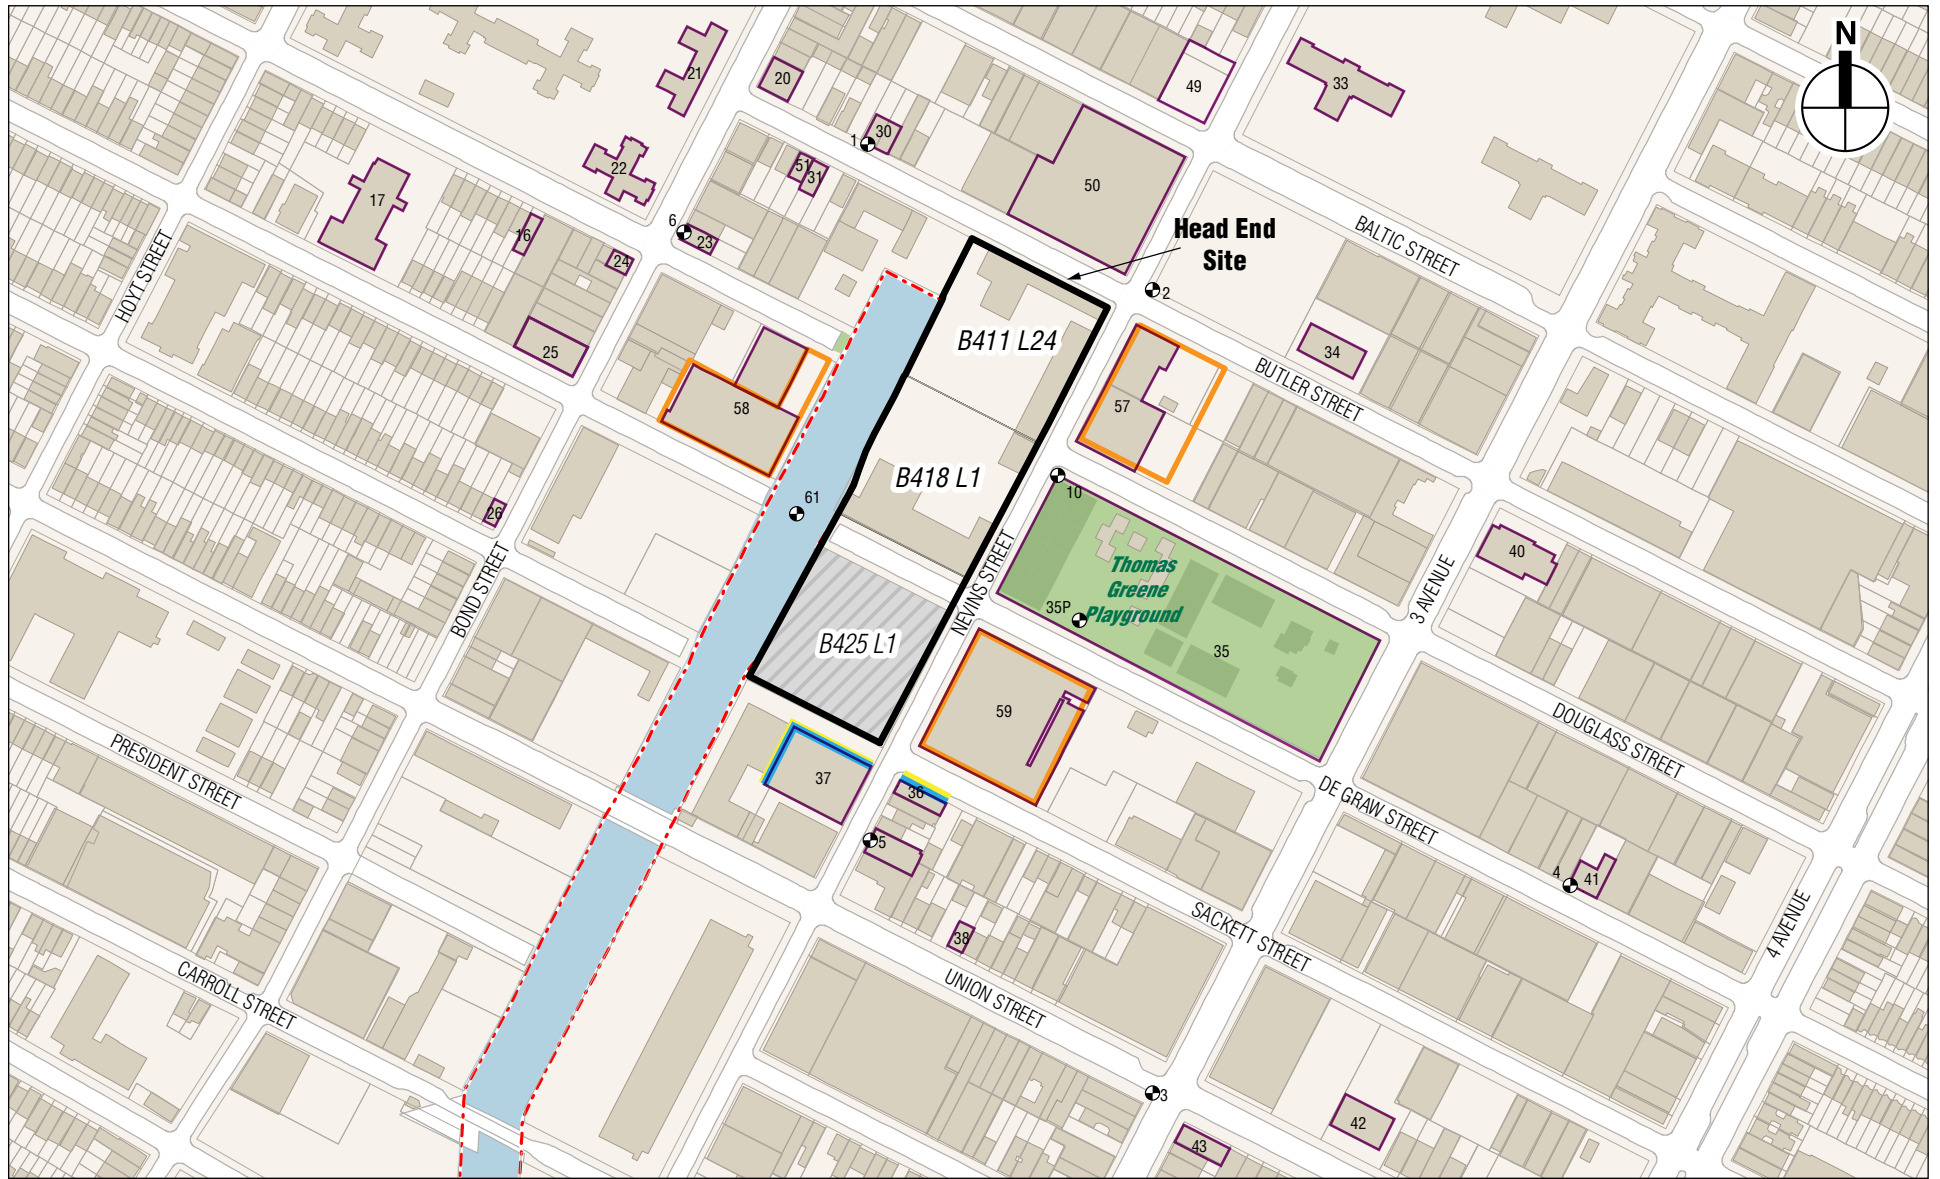 N
21
20
33
49
30
1
51
31
22
50
17
6
16
23
24
Head End
Site
BALTIC STREET
HOYT STREET
2
B411 L24
25
34
58
57
BUTLER STREET
B418 L1
61
10
26
40
BOND STREET
NEVINS STREET
Thomas
Greene
Playground
35P
3 AVENUE
B425 L1
35
59
DOUGLASS STREET
PRESIDENT STREET
37
36
DE GRAW STREET
5
4
41
38
SACKETT STREET
4 AVENUE
UNION STREET
CARROLL STREET
3
42
43